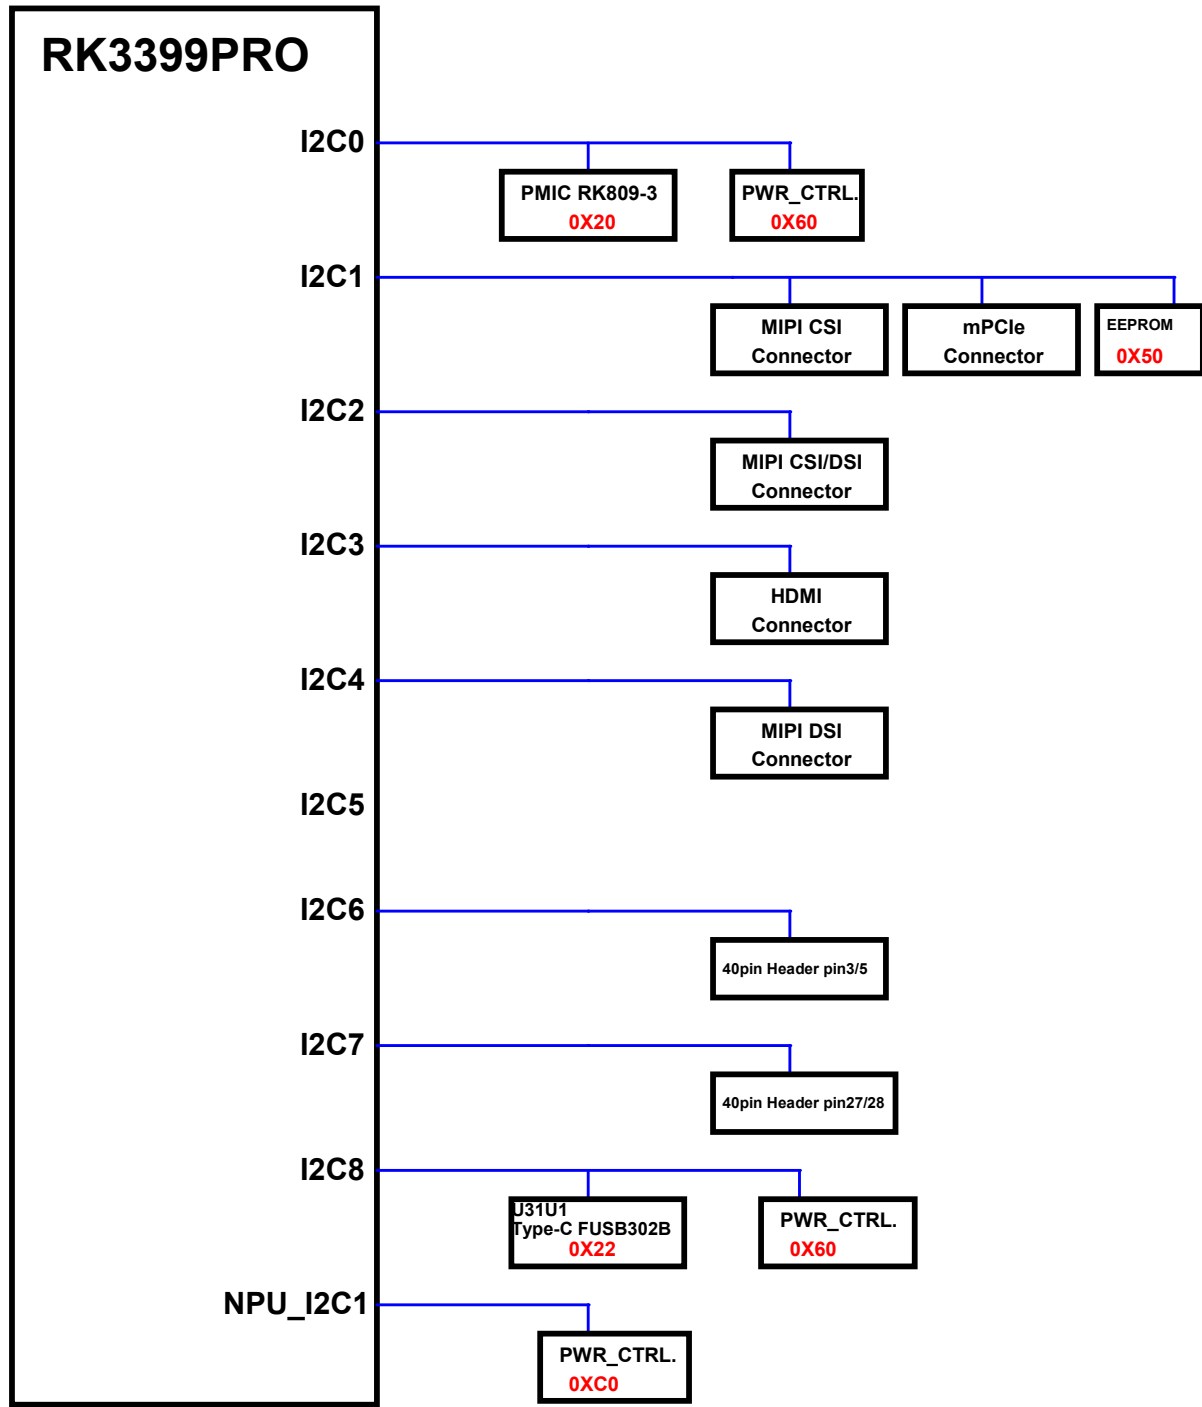 RK3399PRO
I2C0
PMIC RK809-3
0X20
PWR_CTRL.
0X60
I2C1
MIPI CSI
Connector
mPCIe
Connector
EEPROM
0X50
I2C2
MIPI CSI/DSI
Connector
I2C3
HDMI
Connector
I2C4
MIPI DSI
Connector
I2C5
I2C6
40pin Header pin3/5
I2C7
40pin Header pin27/28
I2C8
U31U1
Type-C FUSB302B
0X22
PWR_CTRL.
0X60
NPU_I2C1
PWR_CTRL.
0XC0